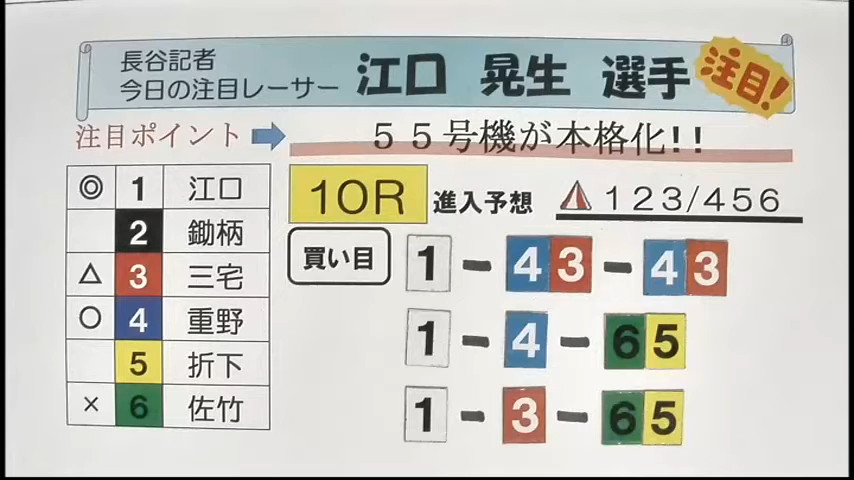 長谷記者
今日の注目レーサー 江口 晃生 選手 注目!
注目ポイント 55号機が本格化!!
◎ 1 江口
2 鋤柄
△ 3 三宅
○ 4 重野
5 折下
× 6 佐竹
10R 進入予想 123/456
買い目 1-43-43
1-4-65
1-3-65